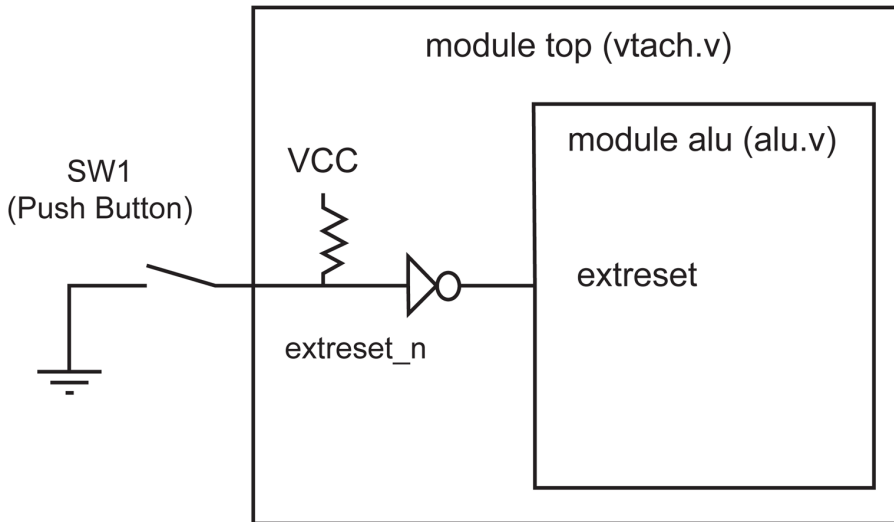 module top (vtach.v)
module alu (alu.v)
VCC
SW1
(Push Button)
extreset
extreset_n